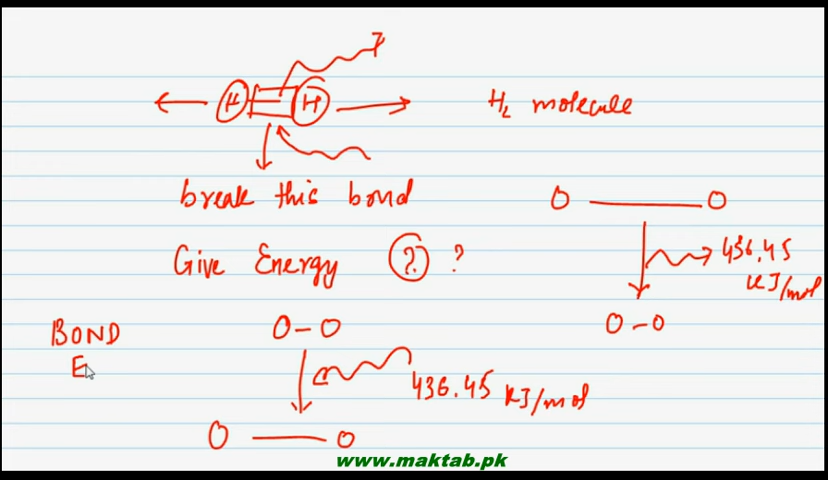 H H H₂ molecule
break this bond
O O
Give Energy ? ?
436.45
KJ/mol
O-O
BOND
E
O-O
436.45 KJ/mol
O O
www.maktab.pk